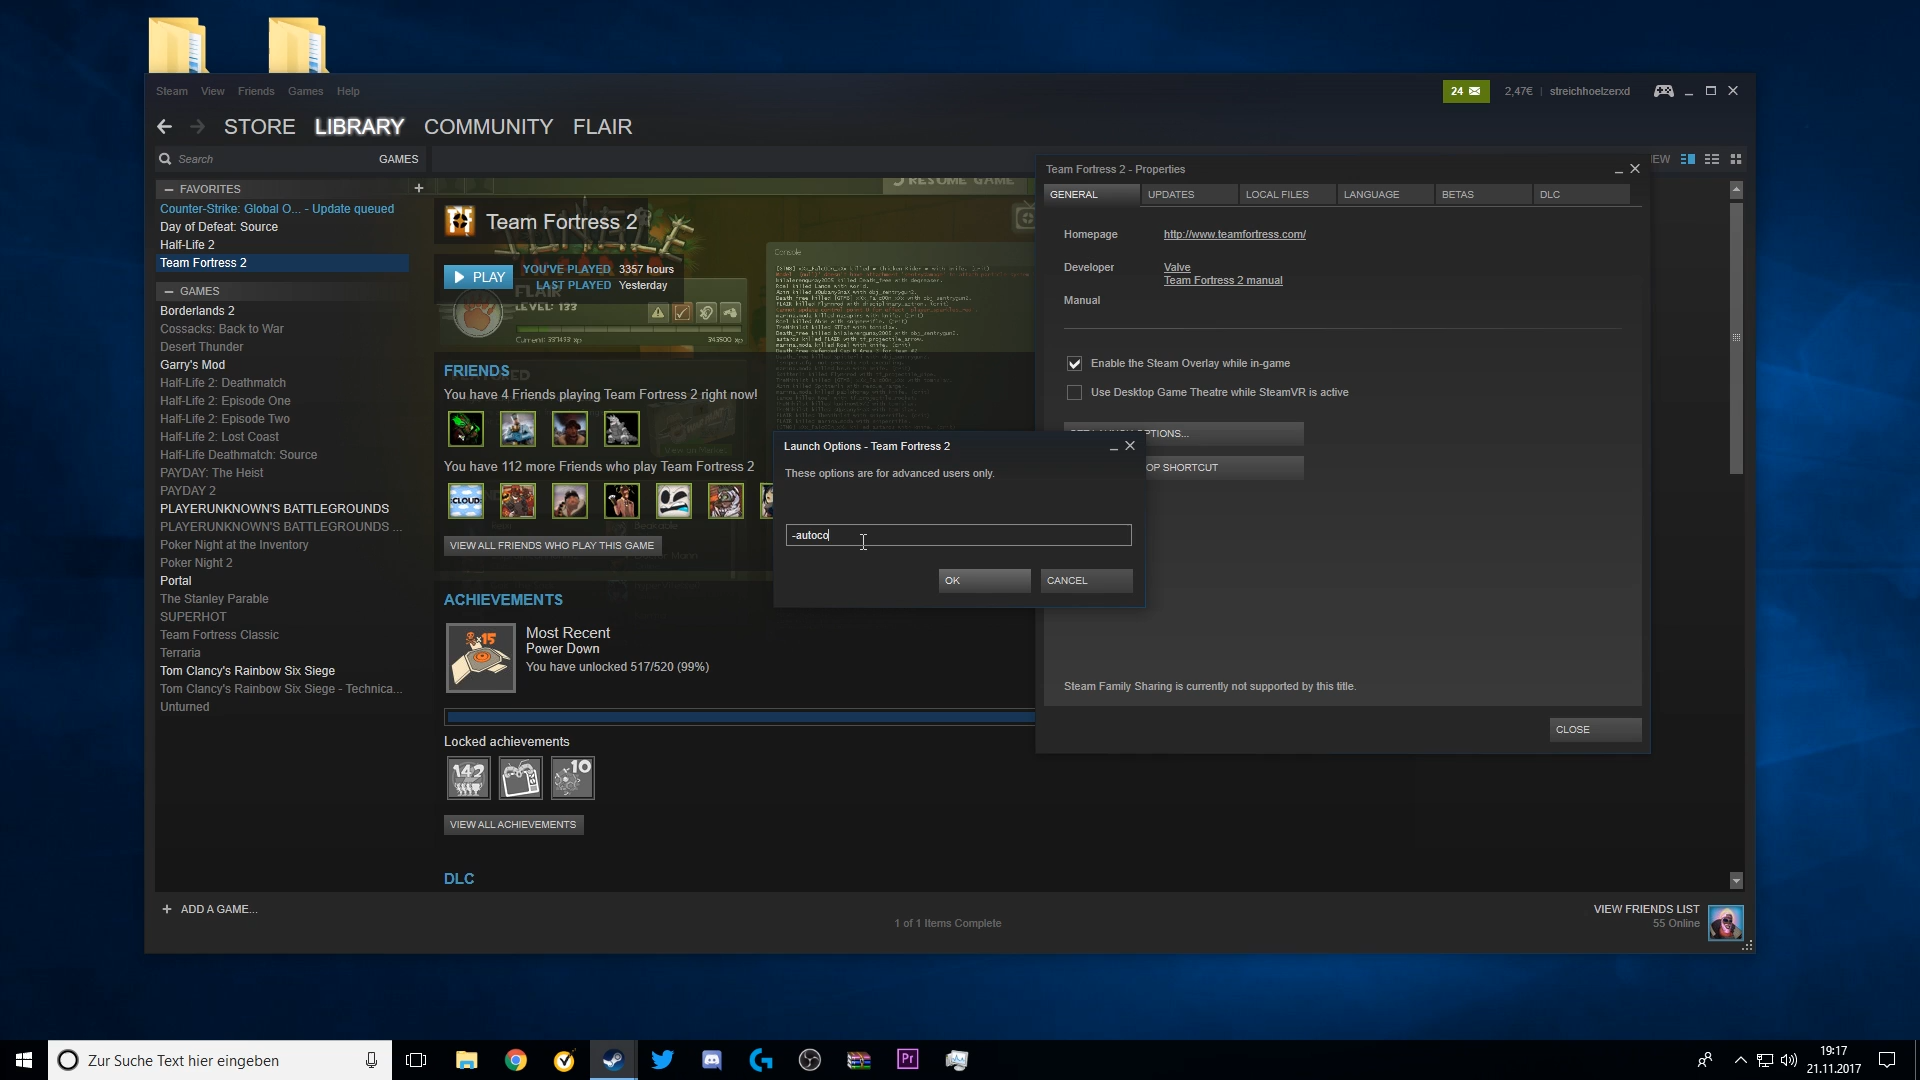 Steam View Friends Games Help
24
2,47€ | streichhoelzerxd
STORE LIBRARY COMMUNITY FLAIR
Search
GAMES
EW
FAVORITES
Counter-Strike: Global O... - Update queued
Day of Defeat: Source
Half-Life 2
Team Fortress 2
GAMES
Borderlands 2
Cossacks: Back to War
Desert Thunder
Garry's Mod
Half-Life 2: Deathmatch
Half-Life 2: Episode One
Half-Life 2: Episode Two
Half-Life 2: Lost Coast
Half-Life Deathmatch: Source
PAYDAY: The Heist
PAYDAY 2
PLAYERUNKNOWN'S BATTLEGROUNDS
PLAYERUNKNOWN'S BATTLEGROUNDS ...
Poker Night at the Inventory
Poker Night 2
Portal
The Stanley Parable
SUPERHOT
Team Fortress Classic
Terraria
Tom Clancy's Rainbow Six Siege
Tom Clancy's Rainbow Six Siege - Technica...
Unturned
RESUME GAME
Team Fortress 2
PLAY
YOU'VE PLAYED 3357 hours
LAST PLAYED Yesterday
FLAIR
LEVEL: 133
Console
FRIENDS
You have 4 Friends playing Team Fortress 2 right now!
You have 112 more Friends who play Team Fortress 2
CLOUDS
VIEW ALL FRIENDS WHO PLAY THIS GAME
ACHIEVEMENTS
x15
Most Recent
Power Down
You have unlocked 517/520 (99%)
Locked achievements
142
10
VIEW ALL ACHIEVEMENTS
DLC
Team Fortress 2 - Properties
GENERAL UPDATES LOCAL FILES LANGUAGE BETAS DLC
Homepage http://www.teamfortress.com/
Developer Valve
Team Fortress 2 manual
Manual
Enable the Steam Overlay while in-game
Use Desktop Game Theatre while SteamVR is active
PTIONS...
OP SHORTCUT
Steam Family Sharing is currently not supported by this title.
CLOSE
Launch Options - Team Fortress 2
These options are for advanced users only.
-autoco
OK CANCEL
ADD A GAME...
1 of 1 Items Complete
VIEW FRIENDS LIST
55 Online
Zur Suche Text hier eingeben
Pr
19:17
21.11.2017